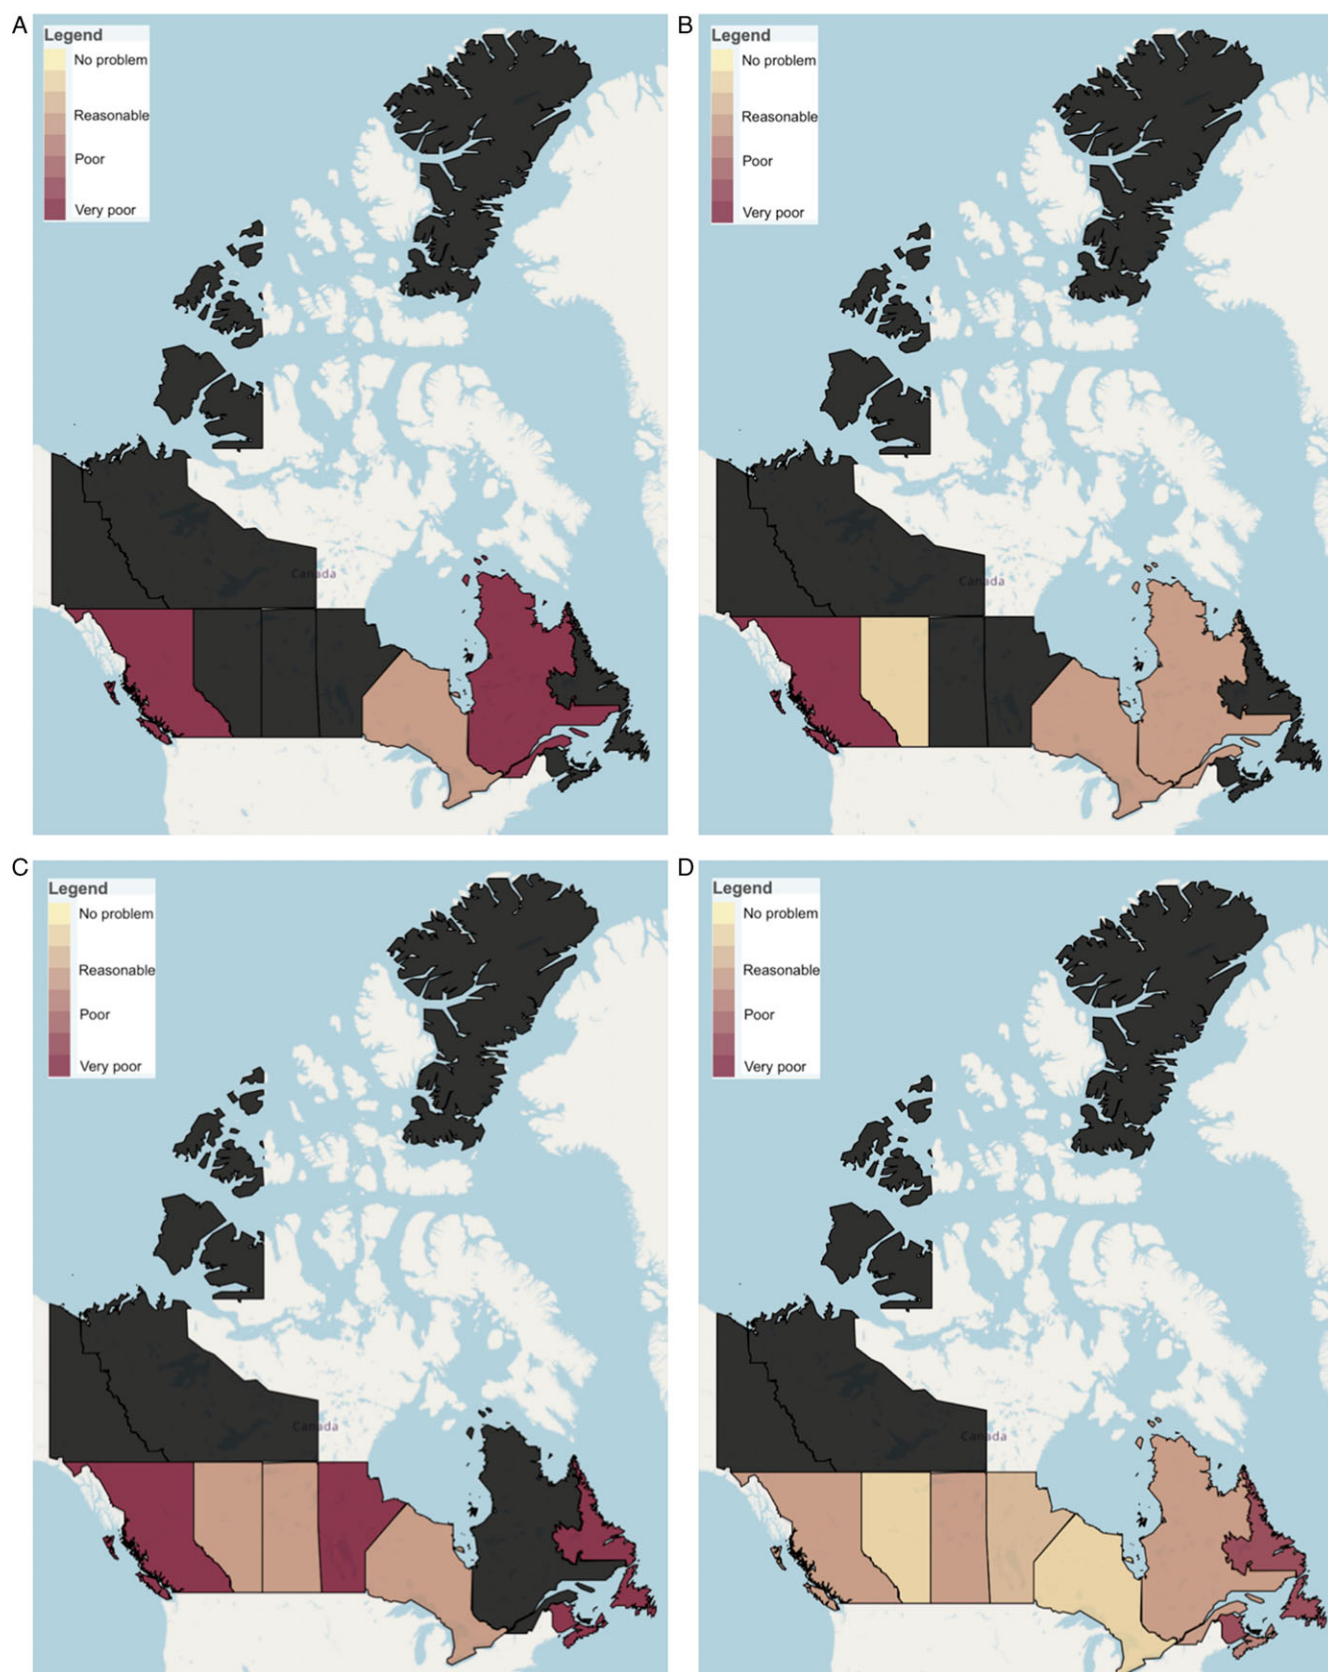 A
Legend
No problem
Reasonable
Poor
Very poor
Canada
B
Legend
No problem
Reasonable
Poor
Very poor
Canada
C
Legend
No problem
Reasonable
Poor
Very poor
Canada
D
Legend
No problem
Reasonable
Poor
Very poor
Canada